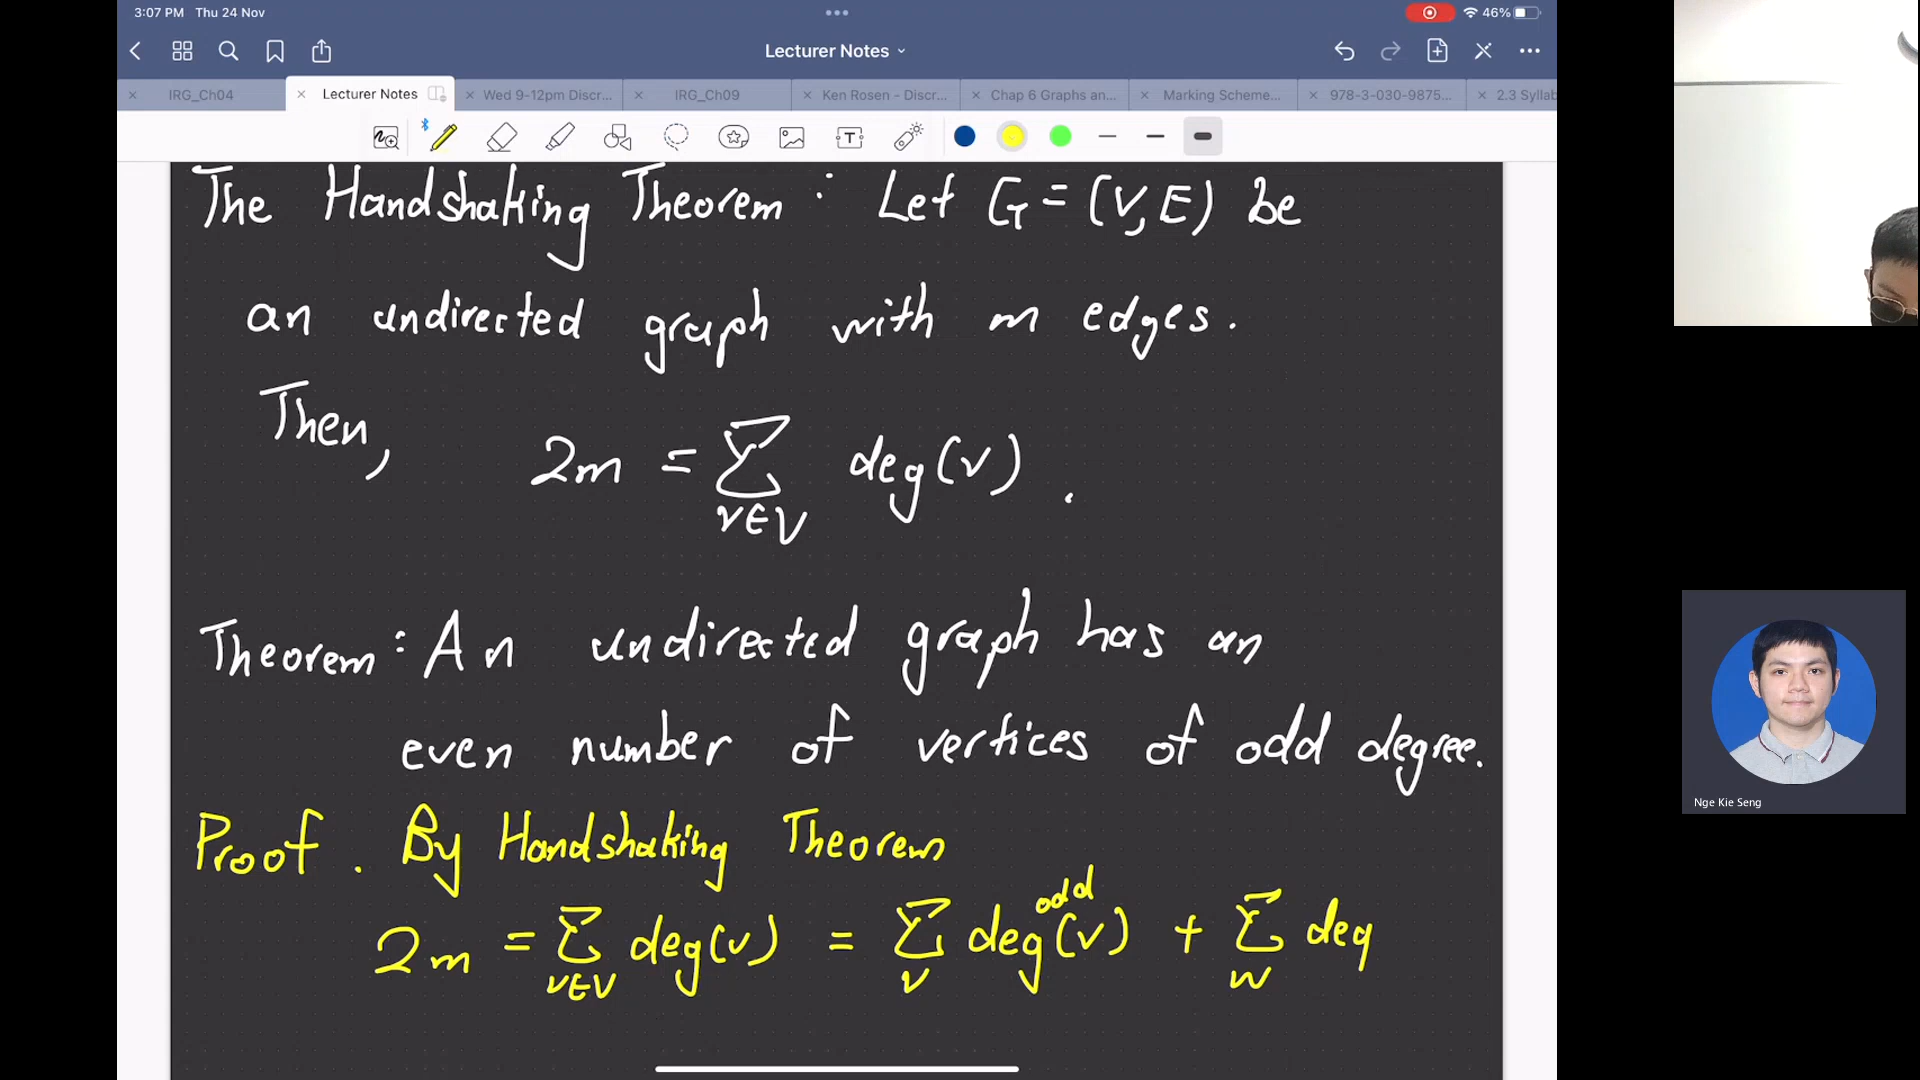 3:07 PM Thu 24 Nov
46%
Lecturer Notes
IRG_Ch04
Lecturer Notes
Wed 9-12pm Discr...
IRG_Ch09
Ken Rosen - Discr...
Chap 6 Graphs an...
Marking Scheme...
978-3-030-9875...
2.3 Syllab
The Handshaking Theorem : Let G = (V, E) be
an undirected graph with m edges.
Then, 2m = ∑ deg(v) .
v∈V
Theorem : An undirected graph has an
even number of vertices of odd degree.
Proof . By Handshaking Theorem
odd
2m = ∑ deg(v) = ∑ deg(v) + ∑ deg
v∈V v w
Nge Kie Seng